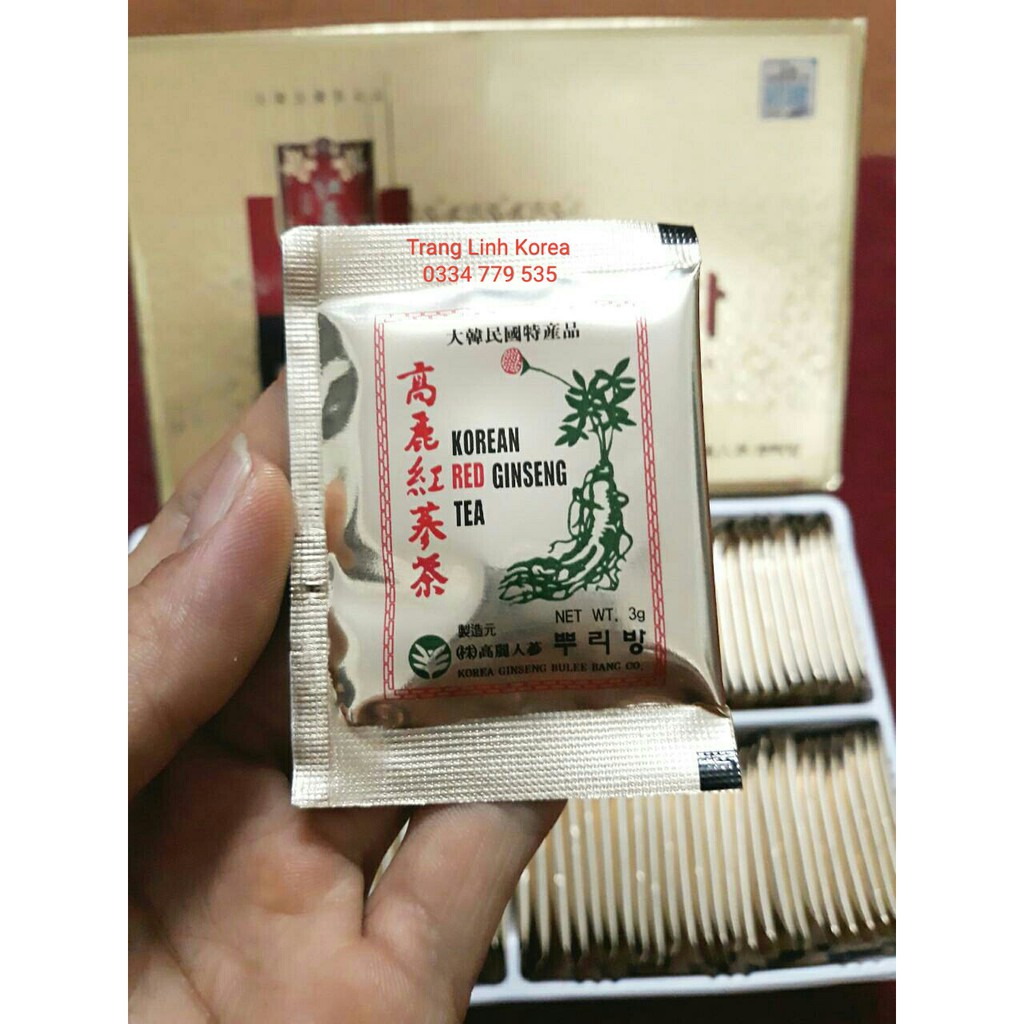 Trang Linh Korea
0334 779 535
大韓民國特産品
高麗紅蔘茶
KOREAN
RED GINSENG
TEA
NET WT. 3g
製造元
(株)高麗人蔘 뿌리방
KOREA GINSENG BULEE BANG CO.
차